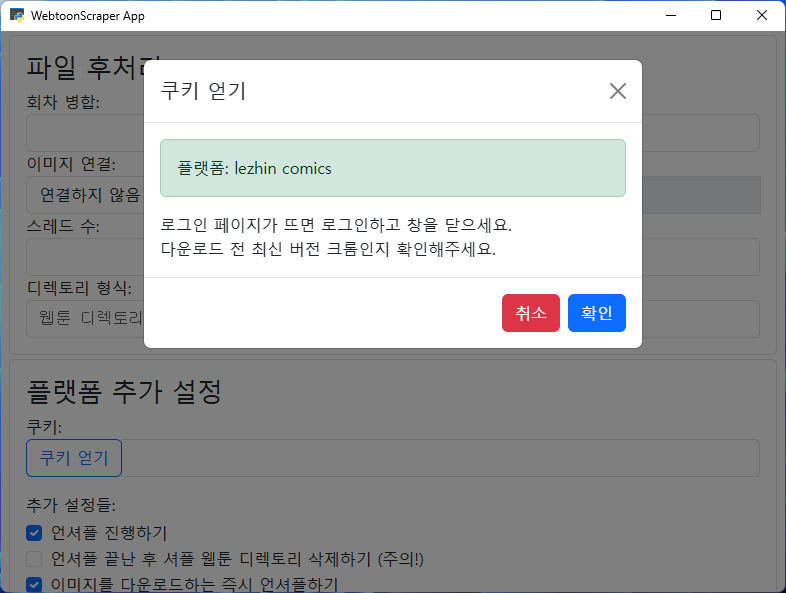 WebtoonScraper App
파일 후처리
회차 병합:
이미지 연결:
연결하지 않음
스레드 수:
디렉토리 형식:
웹툰 디렉토리
쿠키 얻기
플랫폼: lezhin comics
로그인 페이지가 뜨면 로그인하고 창을 닫으세요.
다운로드 전 최신 버전 크롬인지 확인해주세요.
취소 확인
플랫폼 추가 설정
쿠키:
쿠키 얻기
추가 설정들:
언셔플 진행하기
언셔플 끝난 후 셔플 웹툰 디렉토리 삭제하기 (주의!)
이미지를 다운로드하는 즉시 언셔플하기